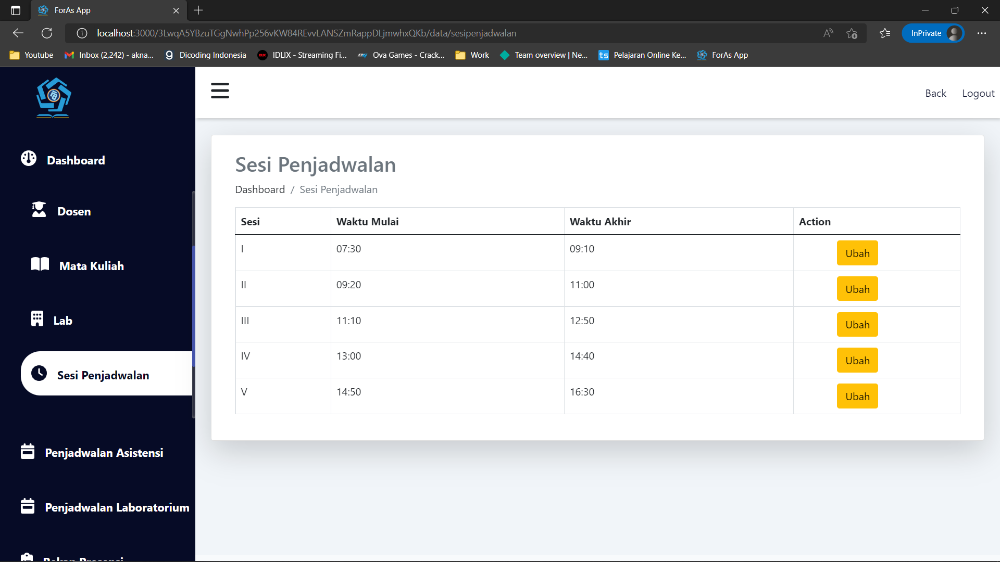 ForAs App
localhost:3000/3LwqA5YBzuTGgNwhPp256vKW84REvvLANSZmRappDLjmwhxQKb/data/sesipenjadwalan
InPrivate
Youtube Inbox (2,242) - akna... Dicoding Indonesia IDLIX - Streaming Fi... Ova Games - Crack... Work Team overview | Ne... Pelajaran Online Ke... ForAs App
Back Logout
Dashboard
Dosen
Mata Kuliah
Lab
Sesi Penjadwalan
Penjadwalan Asistensi
Penjadwalan Laboratorium
Sesi Penjadwalan
Dashboard / Sesi Penjadwalan
Sesi Waktu Mulai Waktu Akhir Action
I 07:30 09:10 Ubah
II 09:20 11:00 Ubah
III 11:10 12:50 Ubah
IV 13:00 14:40 Ubah
V 14:50 16:30 Ubah